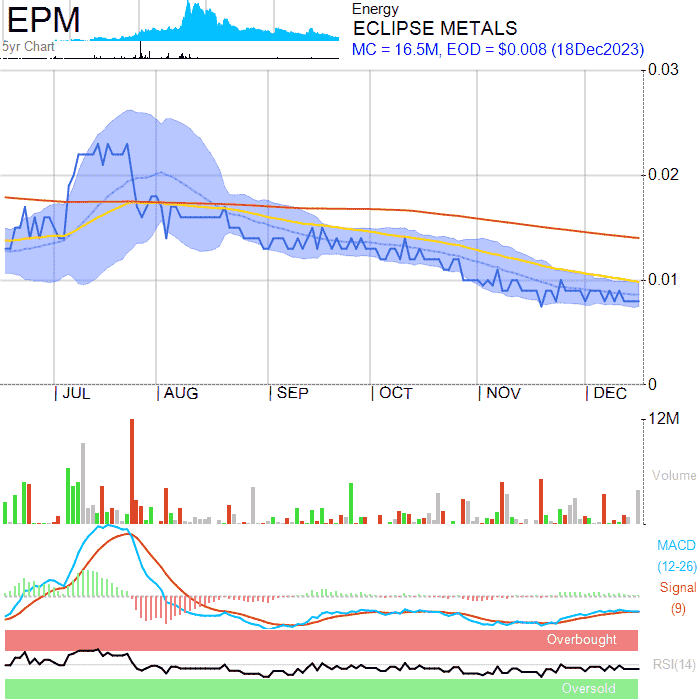 EPM
5yr Chart
Energy
ECLIPSE METALS
MC = 16.5M, EOD = $0.008 (18Dec2023)
0.03
0.02
0.01
0
JUL AUG SEP OCT NOV DEC
12M
Volume
MACD
(12-26)
Signal
(9)
Overbought
RSI(14)
Oversold